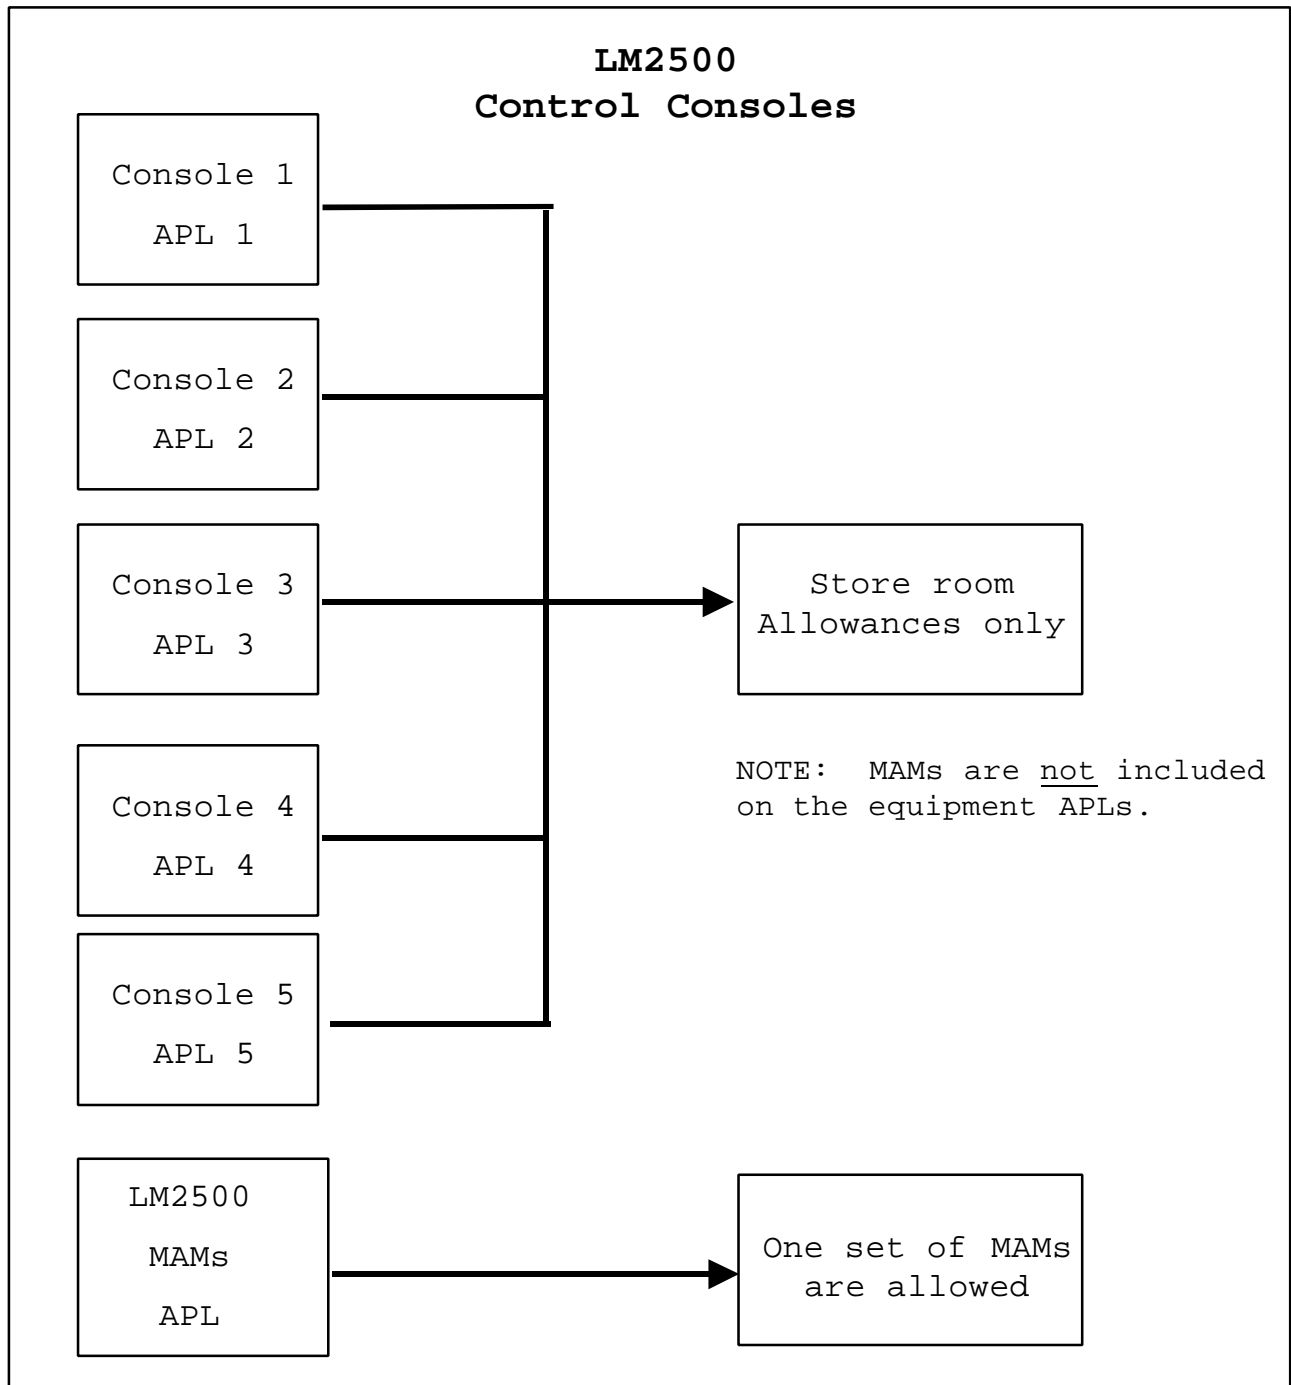 LM2500
Control Consoles
Console 1
APL 1
Console 2
APL 2
Console 3
APL 3
Store room
Allowances only
NOTE:  MAMs are not included
on the equipment APLs.
Console 4
APL 4
Console 5
APL 5
LM2500
MAMs
APL
One set of MAMs
are allowed